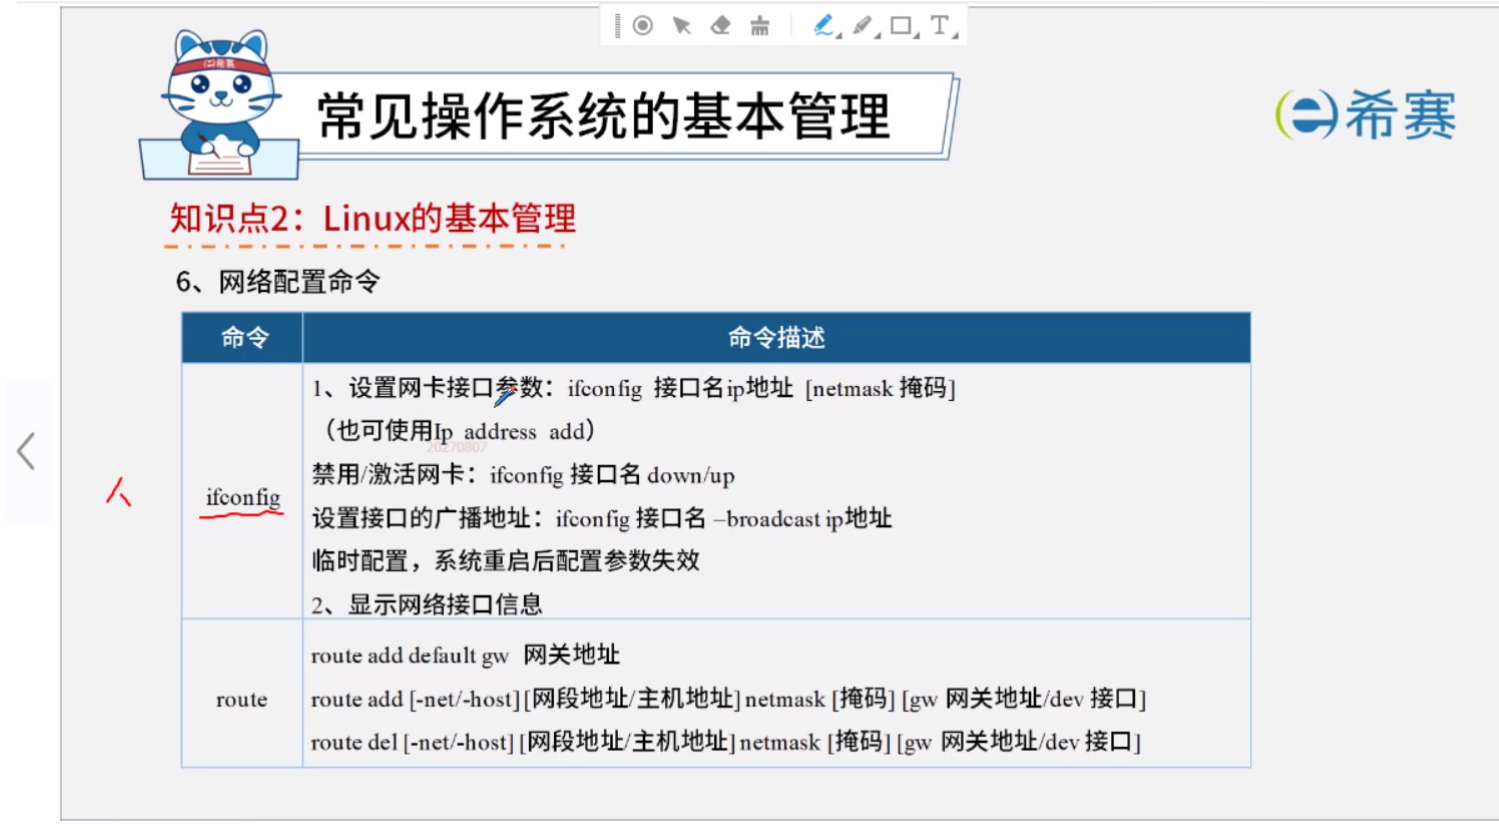 常见操作系统的基本管理
希赛
希赛
知识点2：Linux的基本管理
6、网络配置命令
命令 命令描述
ifconfig
1、设置网卡接口参数：ifconfig 接口名ip地址 [netmask 掩码]
（也可使用Ip address add）
20270807
禁用/激活网卡：ifconfig 接口名 down/up
设置接口的广播地址：ifconfig 接口名 –broadcast ip地址
临时配置，系统重启后配置参数失效
2、显示网络接口信息
route
route add default gw 网关地址
route add [-net/-host] [网段地址/主机地址] netmask [掩码] [gw 网关地址/dev 接口]
route del [-net/-host] [网段地址/主机地址] netmask [掩码] [gw 网关地址/dev 接口]